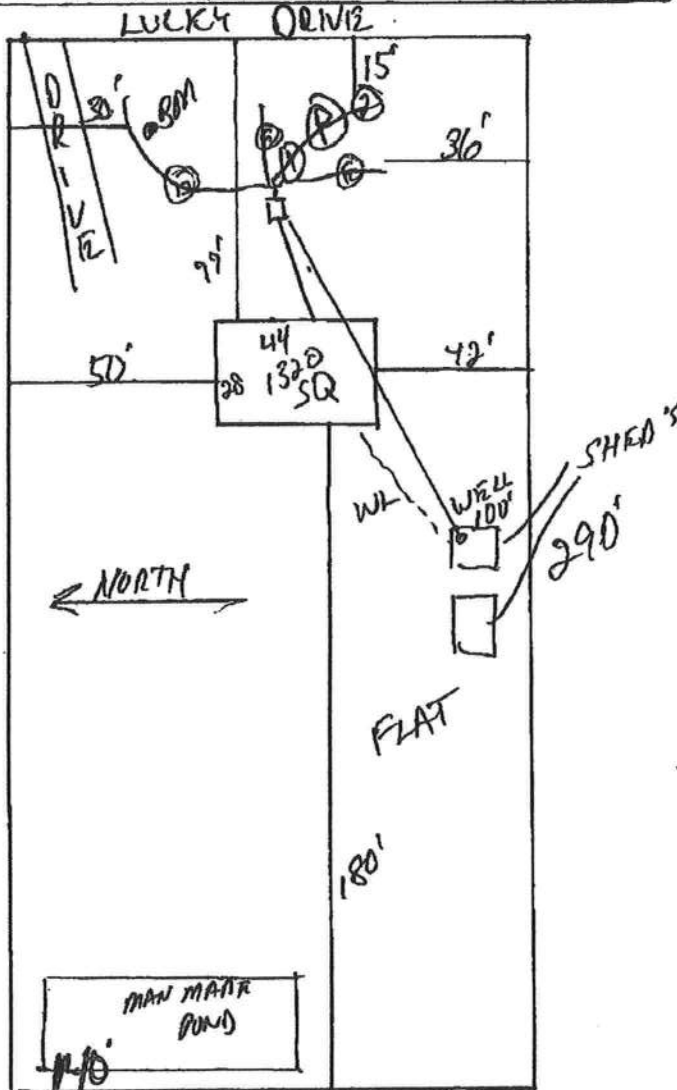 LUCKY DRIVE
15'
DRIVE
30'
BM
36'
44
1320
SQ
28
50'
42'
SHED'S
WELL
100'
WL
290'
NORTH
FLAT
180'
MAN MADE
POND